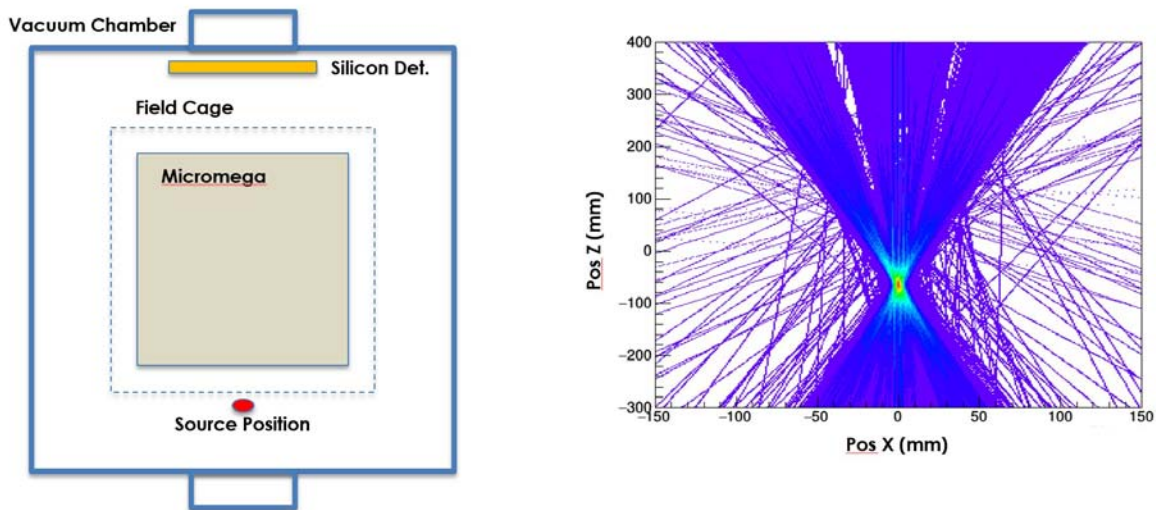 Vacuum Chamber
Silicon Det.
Field Cage
Micromega
Source Position
Pos Z (mm)
400
300
200
100
0
−100
−200
−300
−150
−100
−50
0
50
100
150
Pos X (mm)